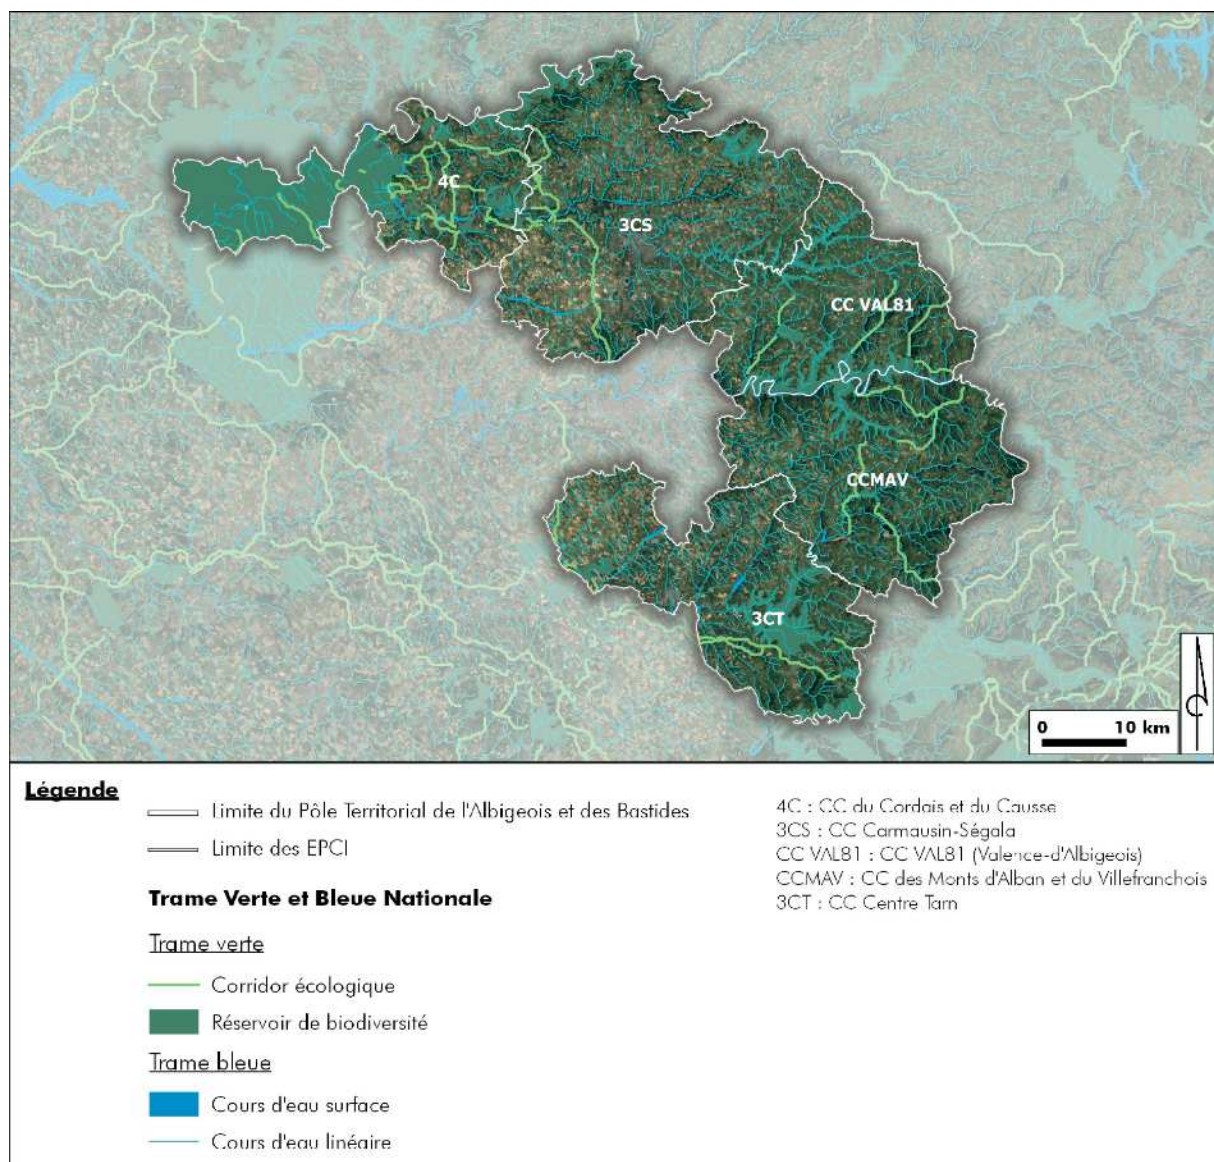 4C
3CS
CC VAL81
CCMAV
3CT
0 10 km
Légende
Limite du Pôle Territorial de l'Albigeois et des Bastides
Limite des EPCI
Trame Verte et Bleue Nationale
Trame verte
Corridor écologique
Réservoir de biodiversité
Trame bleue
Cours d'eau surface
Cours d'eau linéaire
4C : CC du Cordais et du Causse
3CS : CC Carmausin-Ségala
CC VAL81 : CC VAL81 (Valence-d'Albigeois)
CCMAV : CC des Monts d'Alban et du Villefranchois
3CT : CC Centre Tarn